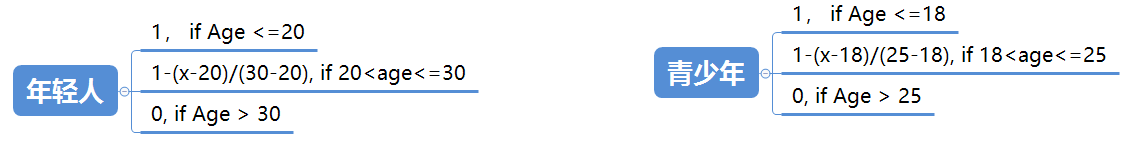 年轻人
1， if Age <=20
1-(x-20)/(30-20), if 20<age<=30
0, if Age > 30
青少年
1， if Age <=18
1-(x-18)/(25-18), if 18<age<=25
0, if Age > 25